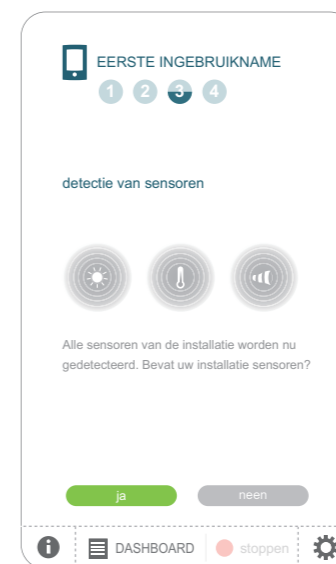 EERSTE INGEBRUIKNAME
1 2 3 4
detectie van sensoren
Alle sensoren van de installatie worden nu
gedetecteerd. Bevat uw installatie sensoren?
ja neen
DASHBOARD stoppen